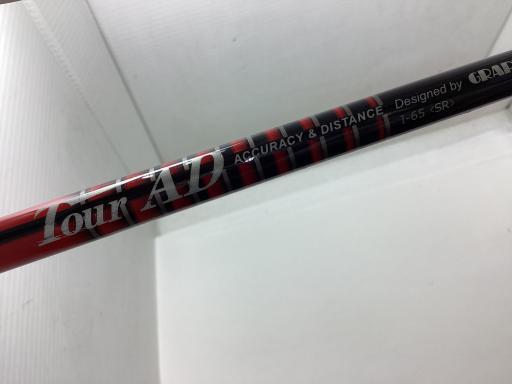 Tour AD ACCURACY & DISTANCE Designed by
I-65 <SR>